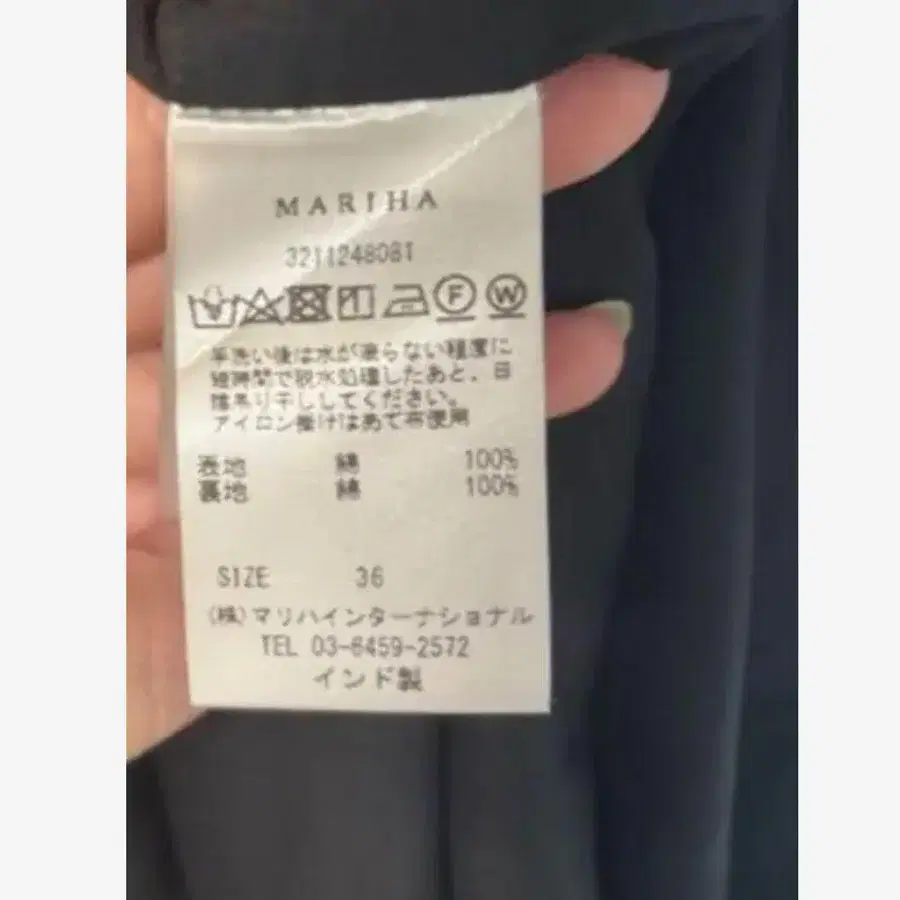 MARIHA
3211248081
F W
手洗い後は水が滴らない程度に
短時間で脱水処理したあと、日
陰吊り干ししてください。
アイロン掛けはあて布使用
表地 綿 100%
裏地 綿 100%
SIZE 36
(株)マリハインターナショナル
TEL 03-6459-2572
インド製